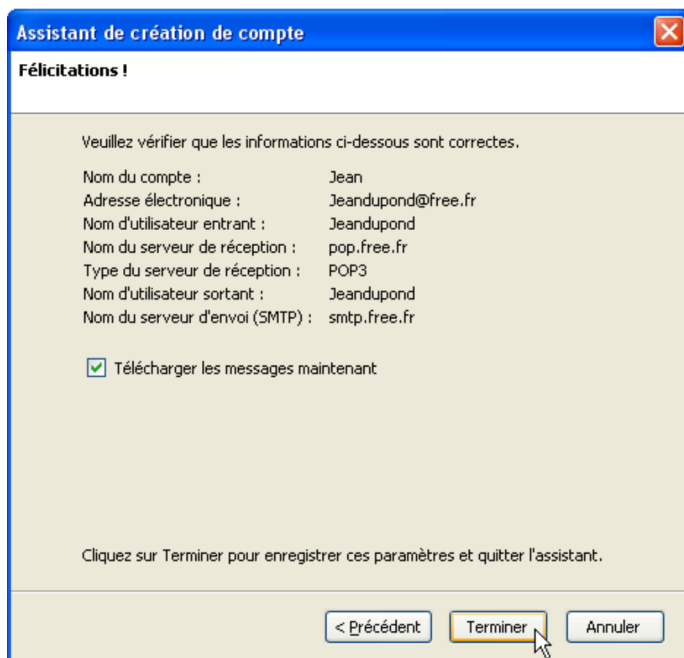 Assistant de création de compte
Félicitations !
Veuillez vérifier que les informations ci-dessous sont correctes.
Nom du compte : Jean
Adresse électronique : Jeandupond@free.fr
Nom d'utilisateur entrant : Jeandupond
Nom du serveur de réception : pop.free.fr
Type du serveur de réception : POP3
Nom d'utilisateur sortant : Jeandupond
Nom du serveur d'envoi (SMTP) : smtp.free.fr
Télécharger les messages maintenant
Cliquez sur Terminer pour enregistrer ces paramètres et quitter l'assistant.
< Précédent Terminer Annuler